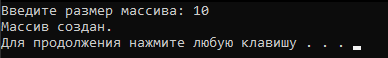 Введите размер массива: 10
Массив создан.
Для продолжения нажмите любую клавишу . . .